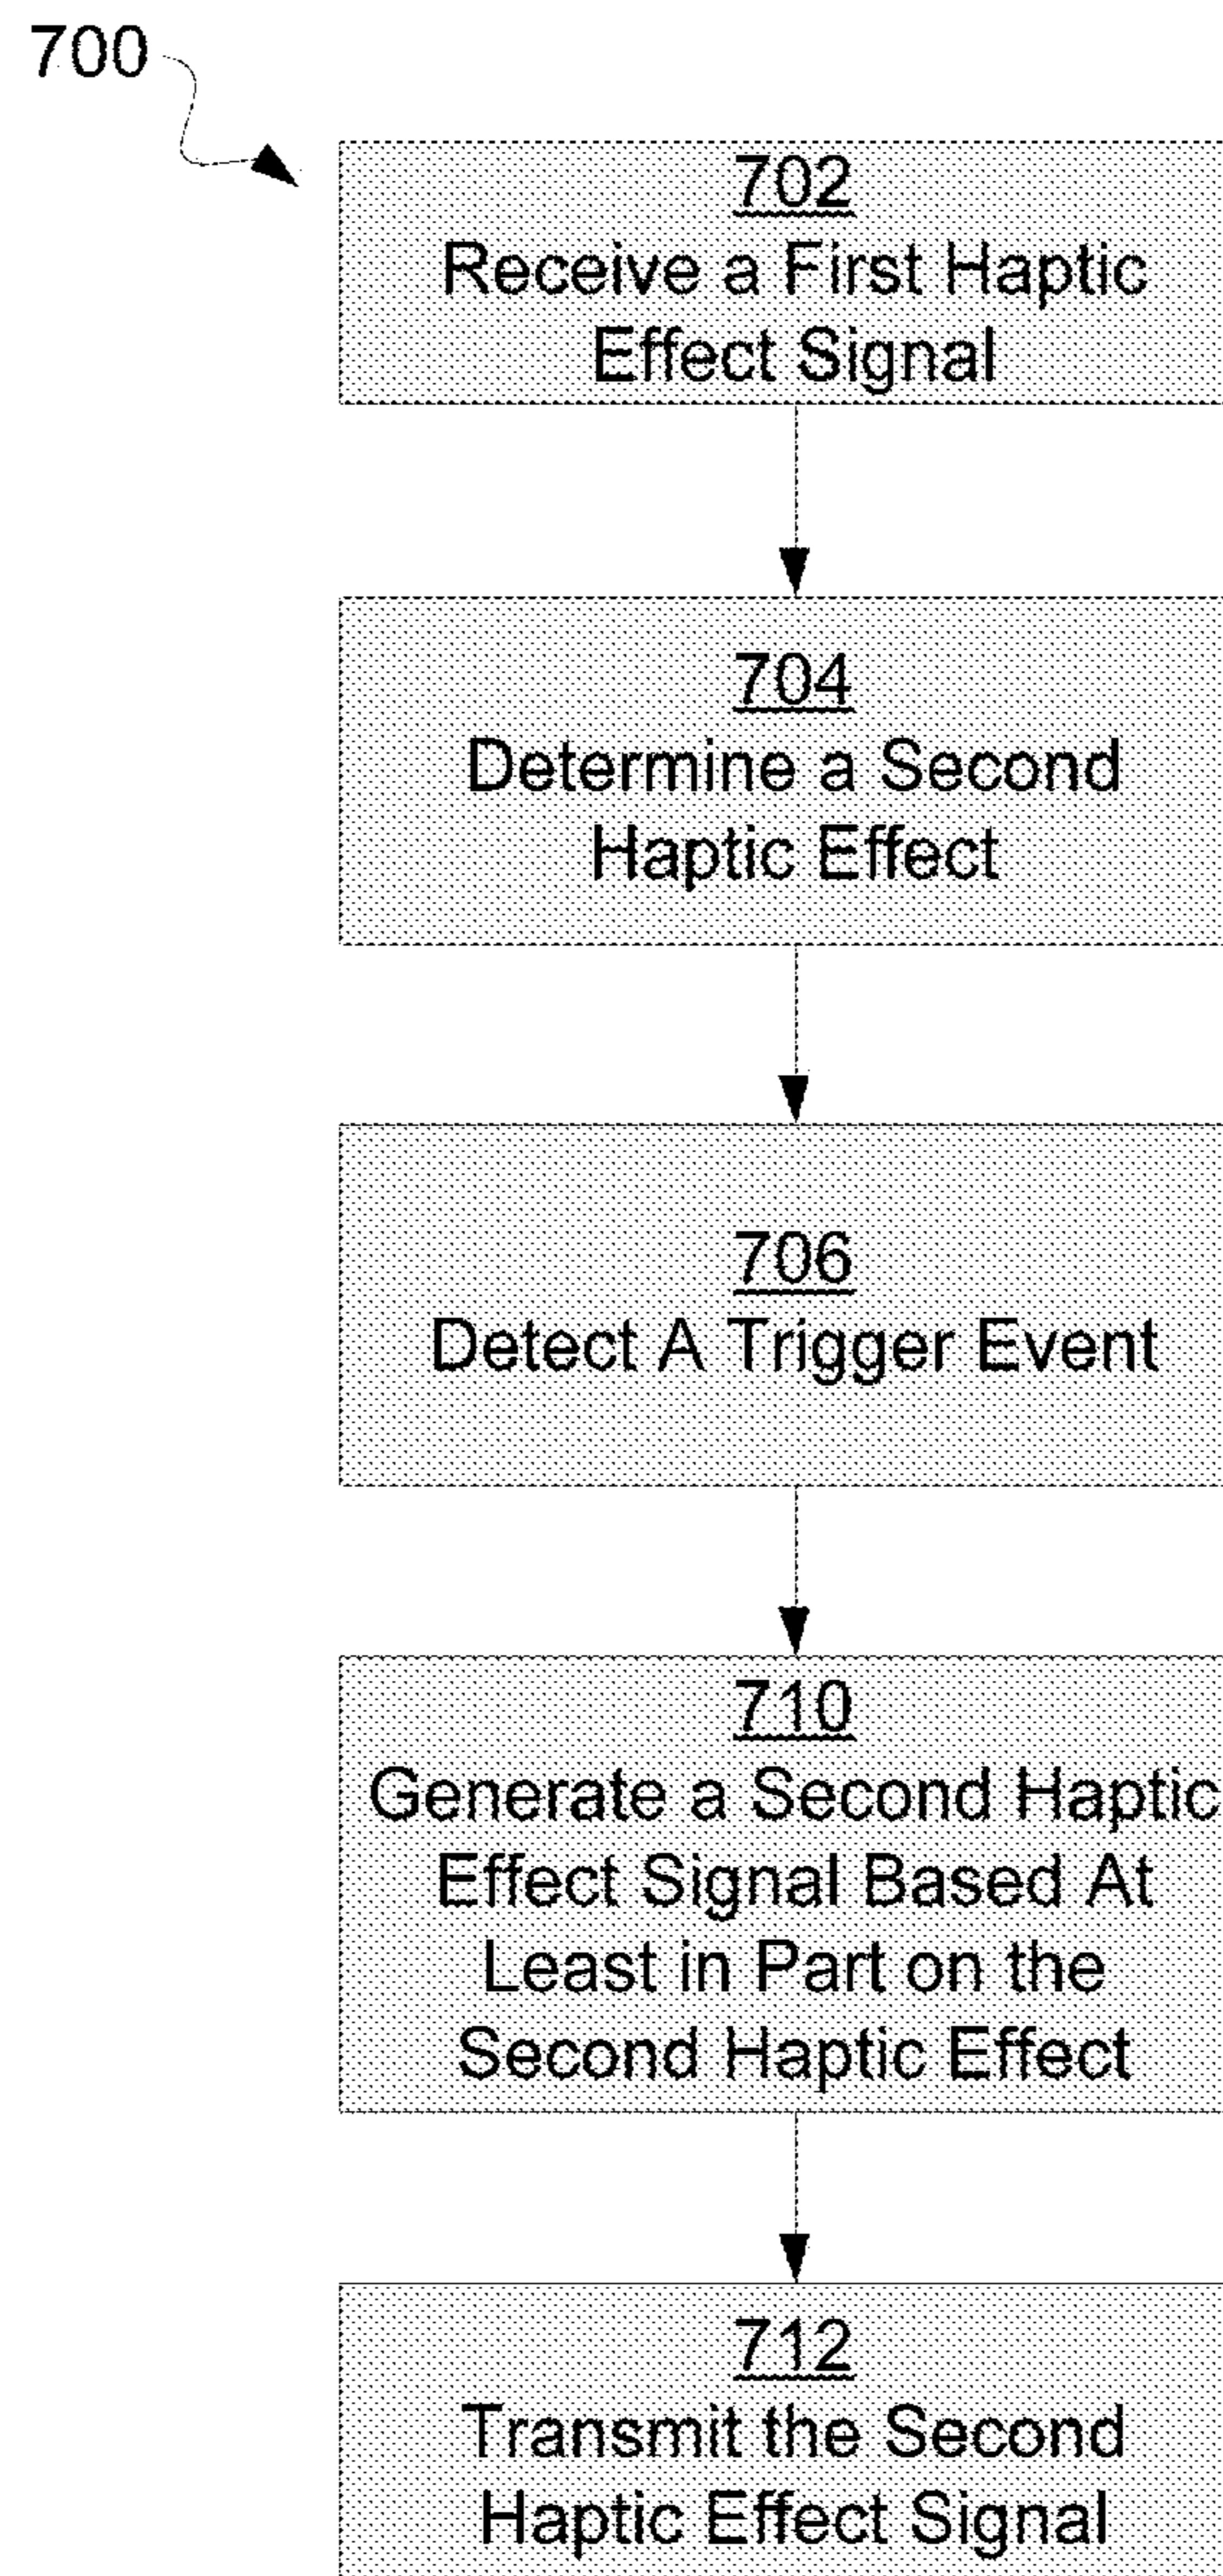 700
702
Receive a First Haptic
Effect Signal
704
Determine a Second
Haptic Effect
706
Detect A Trigger Event
710
Generate a Second Haptic
Effect Signal Based At
Least in Part on the
Second Haptic Effect
712
Transmit the Second
Haptic Effect Signal